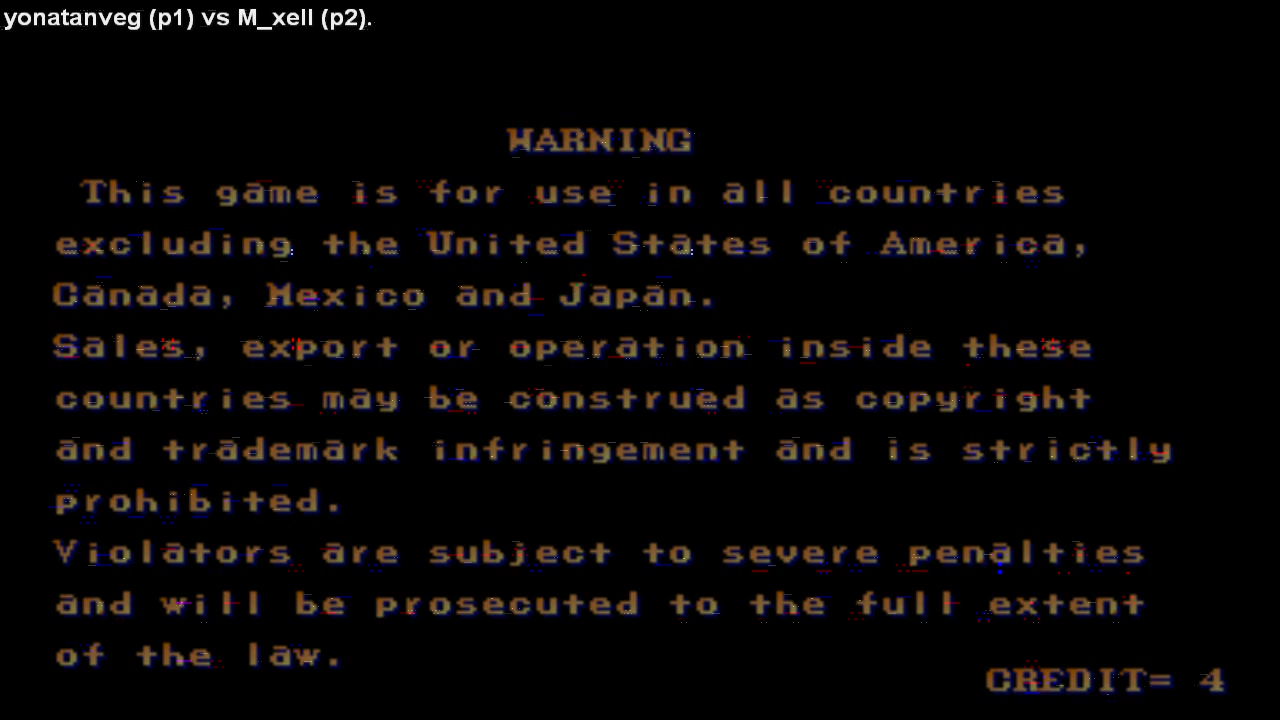 yonatanveg (p1) vs M_xell (p2).
WARNING
This game is for use in all countries
excluding the United States of America,
Canada, Mexico and Japan.
Sales, export or operation inside these
countries may be construed as copyright
and trademark infringement and is strictly
prohibited.
Violators are subject to severe penalties
and will be prosecuted to the full extent
of the law.
CREDIT= 4